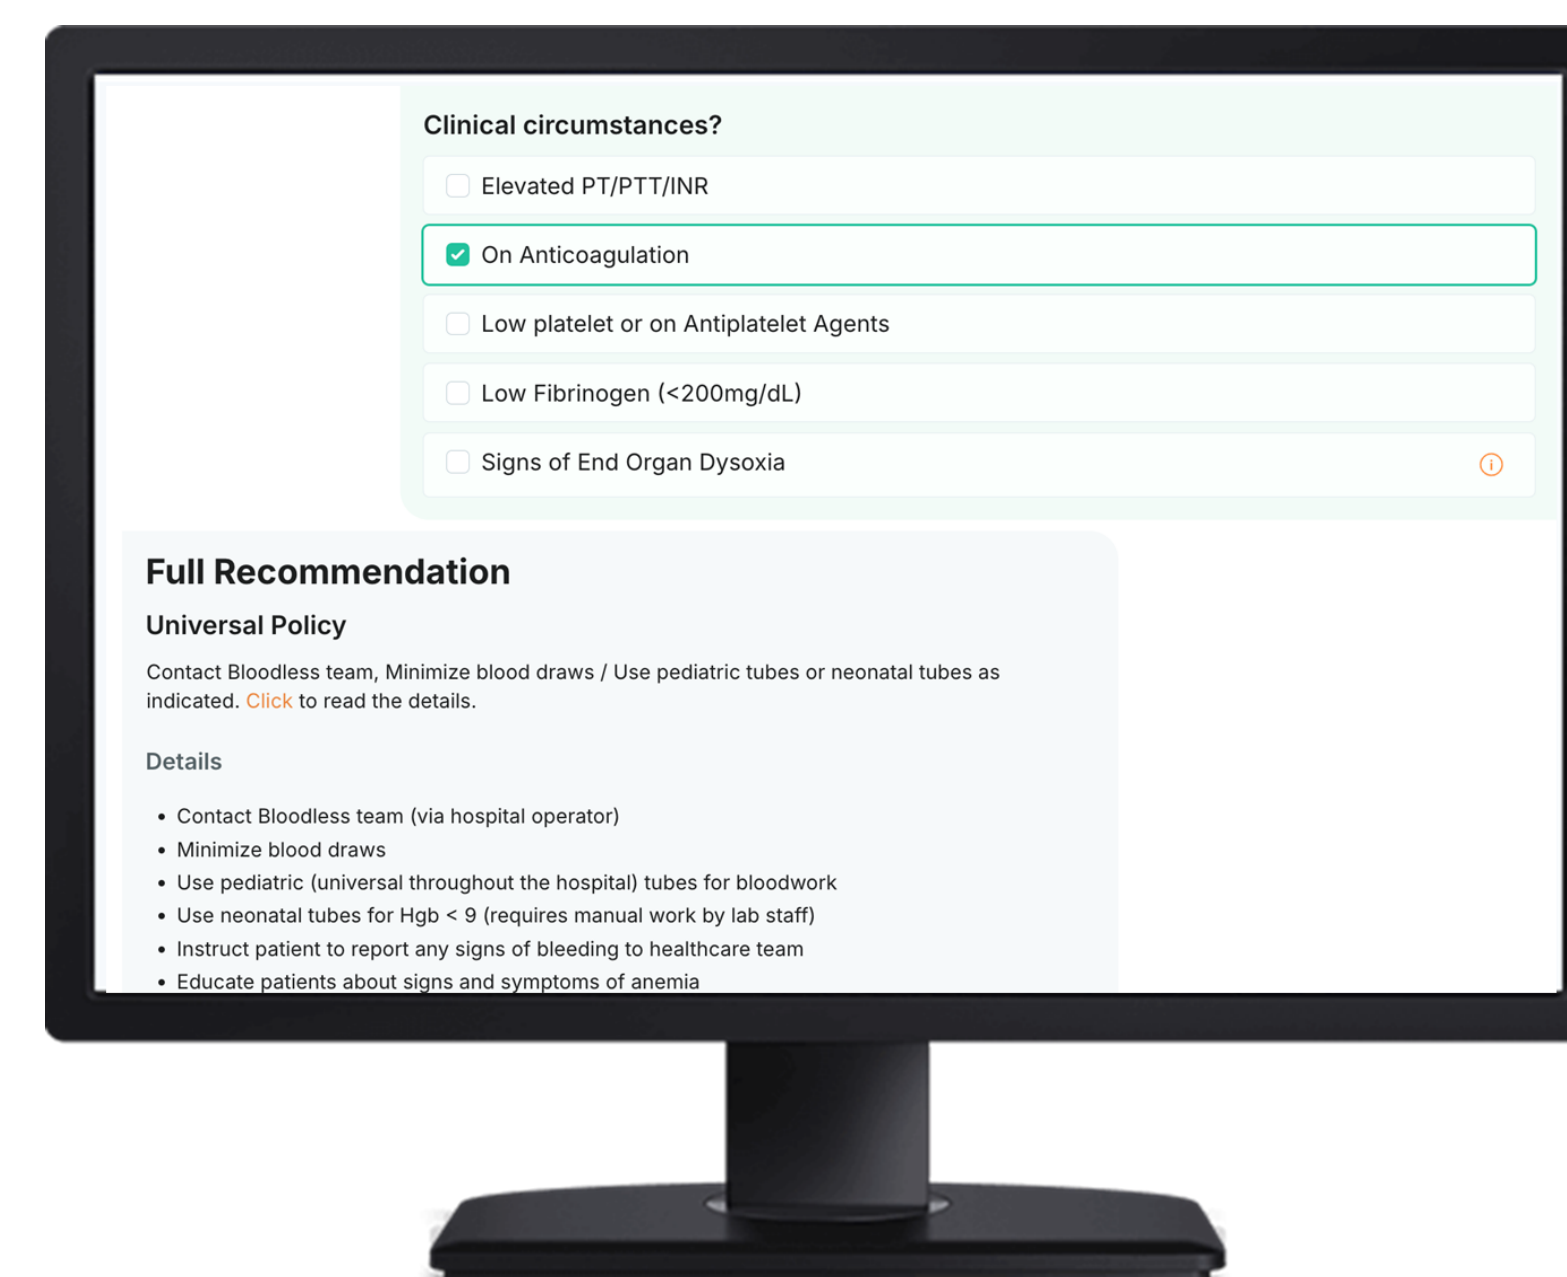 Clinical circumstances?
Elevated PT/PTT/INR
On Anticoagulation
Low platelet or on Antiplatelet Agents
Low Fibrinogen (<200mg/dL)
Signs of End Organ Dysoxia
Full Recommendation
Universal Policy
Contact Bloodless team, Minimize blood draws / Use pediatric tubes or neonatal tubes as
indicated. Click to read the details.
Details
• Contact Bloodless team (via hospital operator)
• Minimize blood draws
• Use pediatric (universal throughout the hospital) tubes for bloodwork
• Use neonatal tubes for Hgb < 9 (requires manual work by lab staff)
• Instruct patient to report any signs of bleeding to healthcare team
• Educate patients about signs and symptoms of anemia